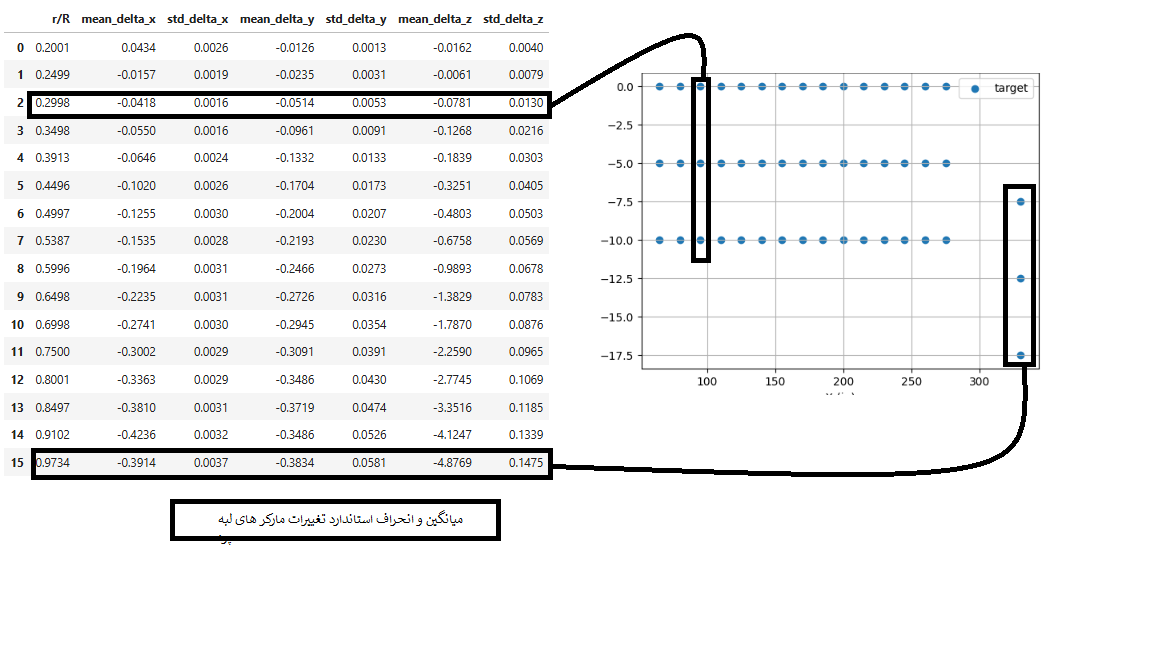 r/R mean_delta_x std_delta_x mean_delta_y std_delta_y mean_delta_z std_delta_z
0 0.2001 0.0434 0.0026 -0.0126 0.0013 -0.0162 0.0040
1 0.2499 -0.0157 0.0019 -0.0235 0.0031 -0.0061 0.0079
2 0.2998 -0.0418 0.0016 -0.0514 0.0053 -0.0781 0.0130
3 0.3498 -0.0550 0.0016 -0.0961 0.0091 -0.1268 0.0216
4 0.3913 -0.0646 0.0024 -0.1332 0.0133 -0.1839 0.0303
5 0.4496 -0.1020 0.0026 -0.1704 0.0173 -0.3251 0.0405
6 0.4997 -0.1255 0.0030 -0.2004 0.0207 -0.4803 0.0503
7 0.5387 -0.1535 0.0028 -0.2193 0.0230 -0.6758 0.0569
8 0.5996 -0.1964 0.0031 -0.2466 0.0273 -0.9893 0.0678
9 0.6498 -0.2235 0.0031 -0.2726 0.0316 -1.3829 0.0783
10 0.6998 -0.2741 0.0030 -0.2945 0.0354 -1.7870 0.0876
11 0.7500 -0.3002 0.0029 -0.3091 0.0391 -2.2590 0.0965
12 0.8001 -0.3363 0.0029 -0.3486 0.0430 -2.7745 0.1069
13 0.8497 -0.3810 0.0031 -0.3719 0.0474 -3.3516 0.1185
14 0.9102 -0.4236 0.0032 -0.3486 0.0526 -4.1247 0.1339
15 0.9734 -0.3914 0.0037 -0.3834 0.0581 -4.8769 0.1475
target
0.0
−2.5
−5.0
−7.5
−10.0
−12.5
−15.0
−17.5
100 150 200 250 300
میانگین و انحراف استاندارد تغییرات مارکر های لبه